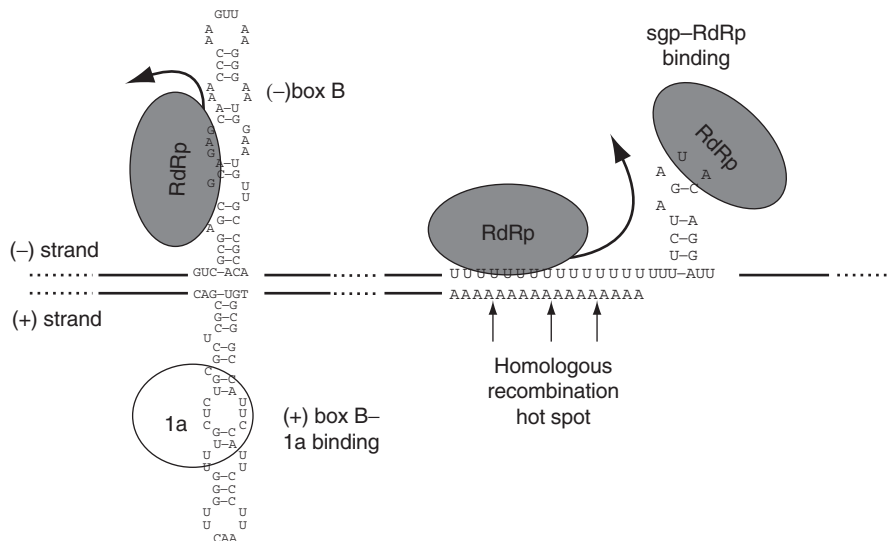 GUU
A A
A A
C–G
C–G
C–G
A A
A A
A–U
C G
G G
A A
G A
A–U
C–G
G U
U
C–G
G C
A
G–C
G–C
GUC–ACA
(–)box B
RdRp
(–) strand
(+) strand
CAG–UGT
C–G
C–G
U
C–G
G–C
C
G–C
U–A
C U
U U
C C
G–C
U–A
U U
U U
G–C
G–C
G–C
U U
U U
CAA
1a
(+) box B–
1a binding
RdRp
UUUUUUUUUUUUUUUUUUU–AUU
AAAAAAAAAAAAAAAAA
Homologous
recombination
hot spot
sgp–RdRp
binding
RdRp
U
A A
G–C
A
U–A
C–G
U–G